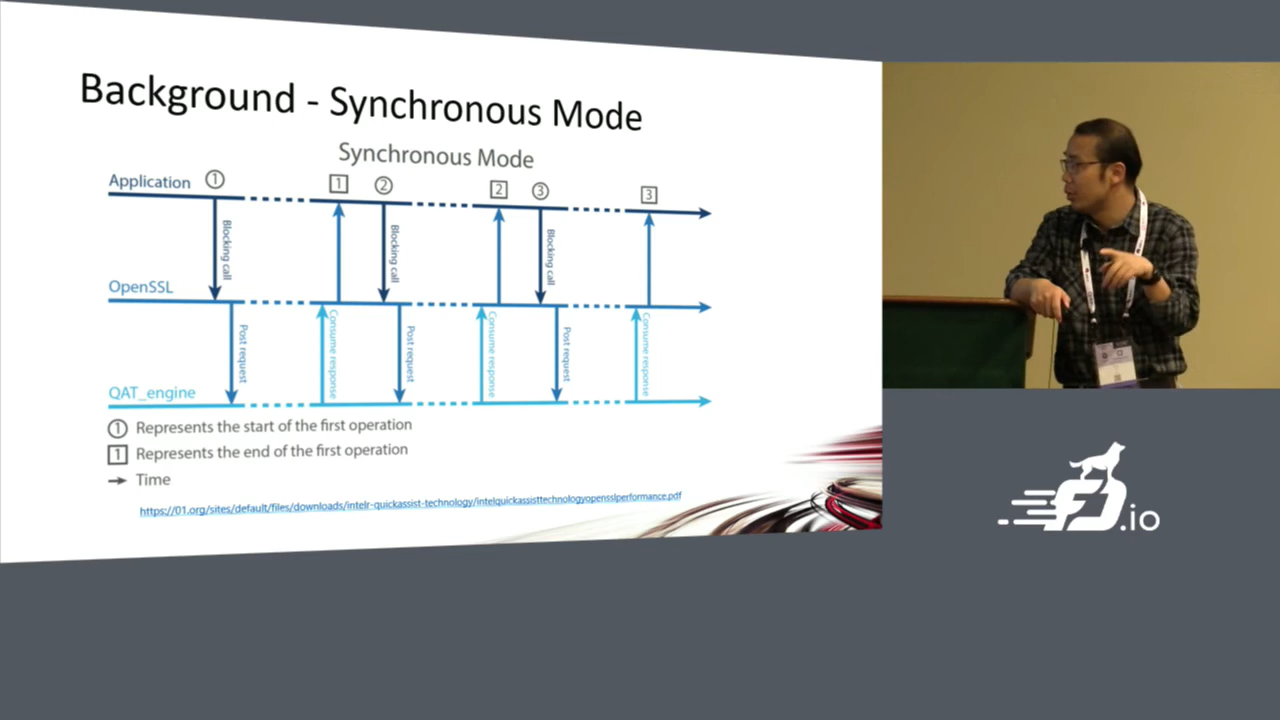 Background - Synchronous Mode
Synchronous Mode
Application 1 1 2 2 3 3
Blocking call Blocking call Blocking call
OpenSSL
Post request Consume response Post request Consume response Post request Consume response
QAT_engine
1 Represents the start of the first operation
1 Represents the end of the first operation
Time
https://01.org/sites/default/files/downloads/intelr-quickassist-technology/intelquickassisttechnologyopensslperformance.pdf
FD.io